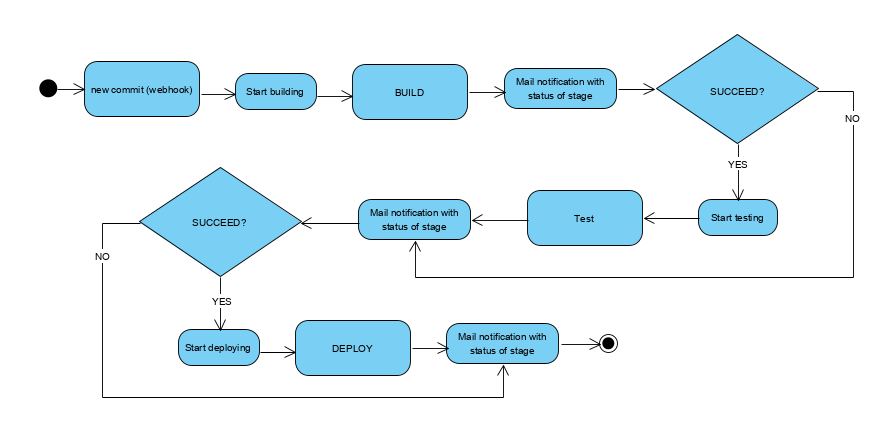 new commit (webhook)
Start building
BUILD
Mail notification with
status of stage
SUCCEED?
NO
YES
Start testing
Test
Mail notification with
status of stage
SUCCEED?
NO
YES
Start deploying
DEPLOY
Mail notification with
status of stage